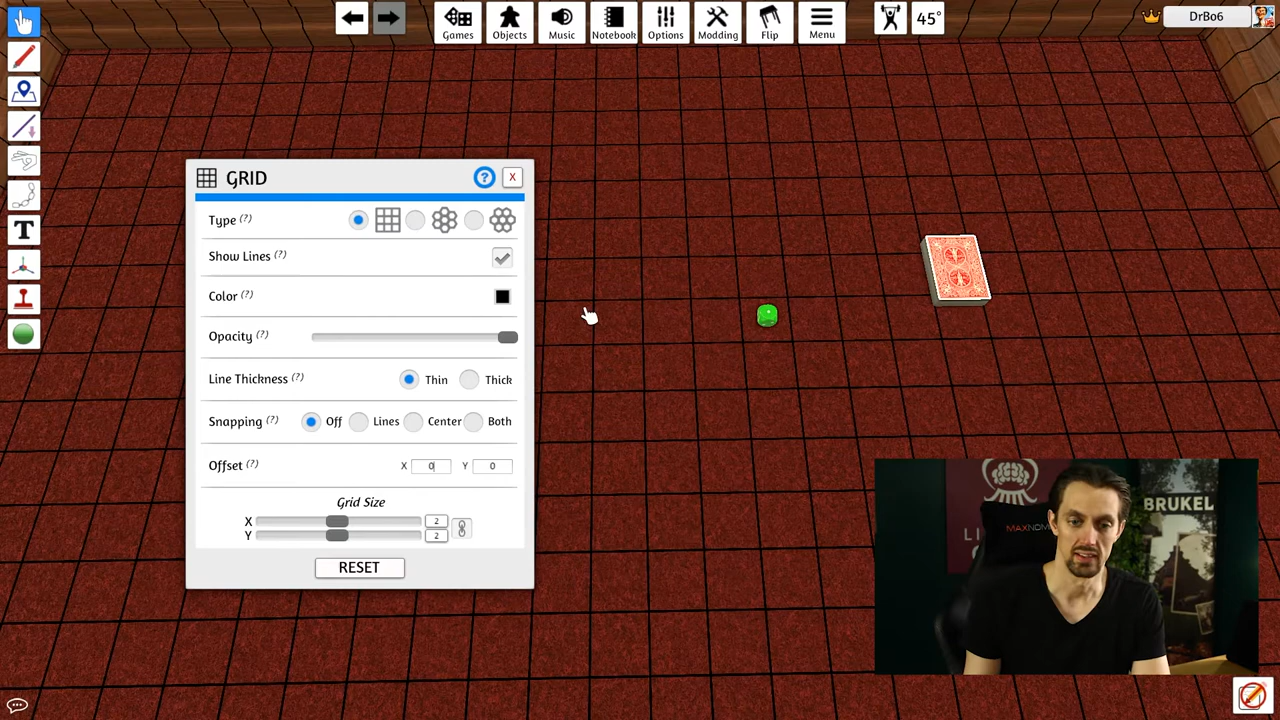 Games Objects Music Notebook Options Modding Flip Menu 45° DrBo6
GRID ? X
Type (?)
Show Lines (?)
Color (?)
Opacity (?)
Line Thickness (?) Thin Thick
Snapping (?) Off Lines Center Both
Offset (?) X 0 Y 0
Grid Size
X 2
Y 2
RESET
T
BRUKEL
MAXNOM